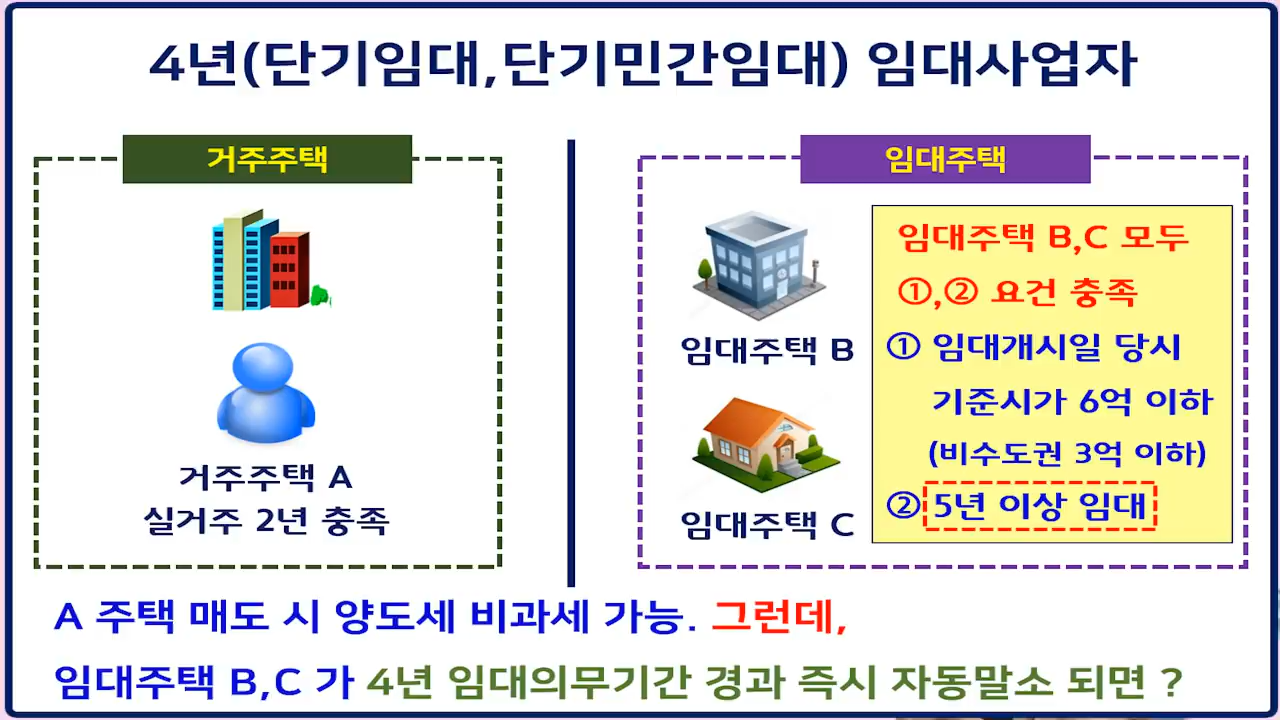 4년(단기임대,단기민간임대) 임대사업자
거주주택
거주주택 A
실거주 2년 충족
임대주택
임대주택 B
임대주택 C
임대주택 B,C 모두
①,② 요건 충족
① 임대개시일 당시
기준시가 6억 이하
(비수도권 3억 이하)
② 5년 이상 임대
A 주택 매도 시 양도세 비과세 가능. 그런데,
임대주택 B,C 가 4년 임대의무기간 경과 즉시 자동말소 되면 ?